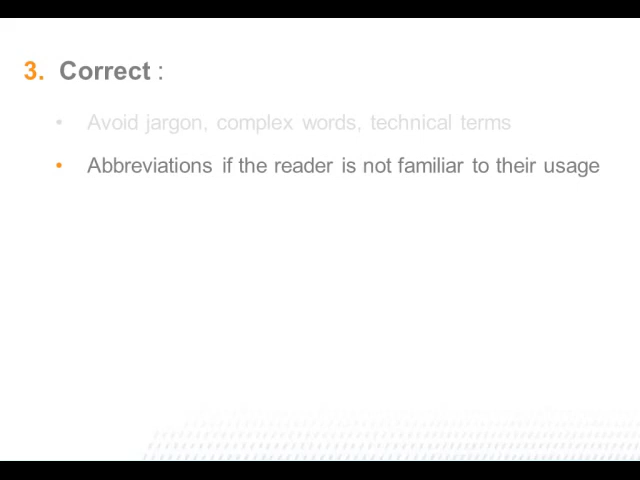 3. Correct :
• Avoid jargon, complex words, technical terms
• Abbreviations if the reader is not familiar to their usage